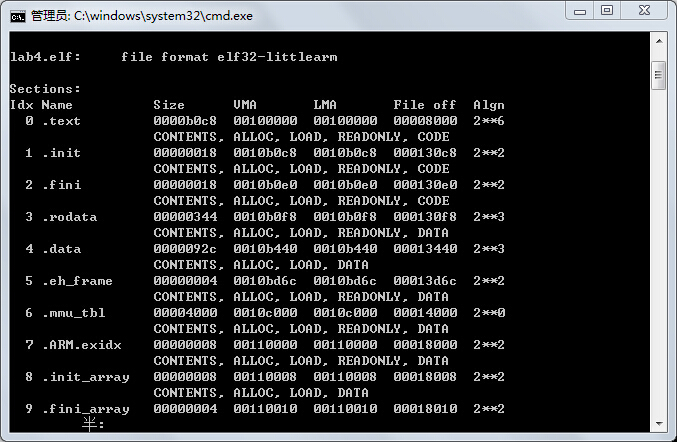 管理员: C:\windows\system32\cmd.exe
lab4.elf:     file format elf32-littlearm
Sections:
Idx Name          Size      VMA       LMA       File off  Algn
  0 .text         0000b0c8  00100000  00100000  00008000  2**6
                  CONTENTS, ALLOC, LOAD, READONLY, CODE
  1 .init         00000018  0010b0c8  0010b0c8  000130c8  2**2
                  CONTENTS, ALLOC, LOAD, READONLY, CODE
  2 .fini         00000018  0010b0e0  0010b0e0  000130e0  2**2
                  CONTENTS, ALLOC, LOAD, READONLY, CODE
  3 .rodata       00000344  0010b0f8  0010b0f8  000130f8  2**3
                  CONTENTS, ALLOC, LOAD, READONLY, DATA
  4 .data         0000092c  0010b440  0010b440  00013440  2**3
                  CONTENTS, ALLOC, LOAD, DATA
  5 .eh_frame     00000004  0010bd6c  0010bd6c  00013d6c  2**2
                  CONTENTS, ALLOC, LOAD, READONLY, DATA
  6 .mmu_tbl      00004000  0010c000  0010c000  00014000  2**0
                  CONTENTS, ALLOC, LOAD, READONLY, DATA
  7 .ARM.exidx    00000008  00110000  00110000  00018000  2**2
                  CONTENTS, ALLOC, LOAD, READONLY, DATA
  8 .init_array   00000008  00110008  00110008  00018008  2**2
                  CONTENTS, ALLOC, LOAD, DATA
  9 .fini_array   00000004  00110010  00110010  00018010  2**2
半: